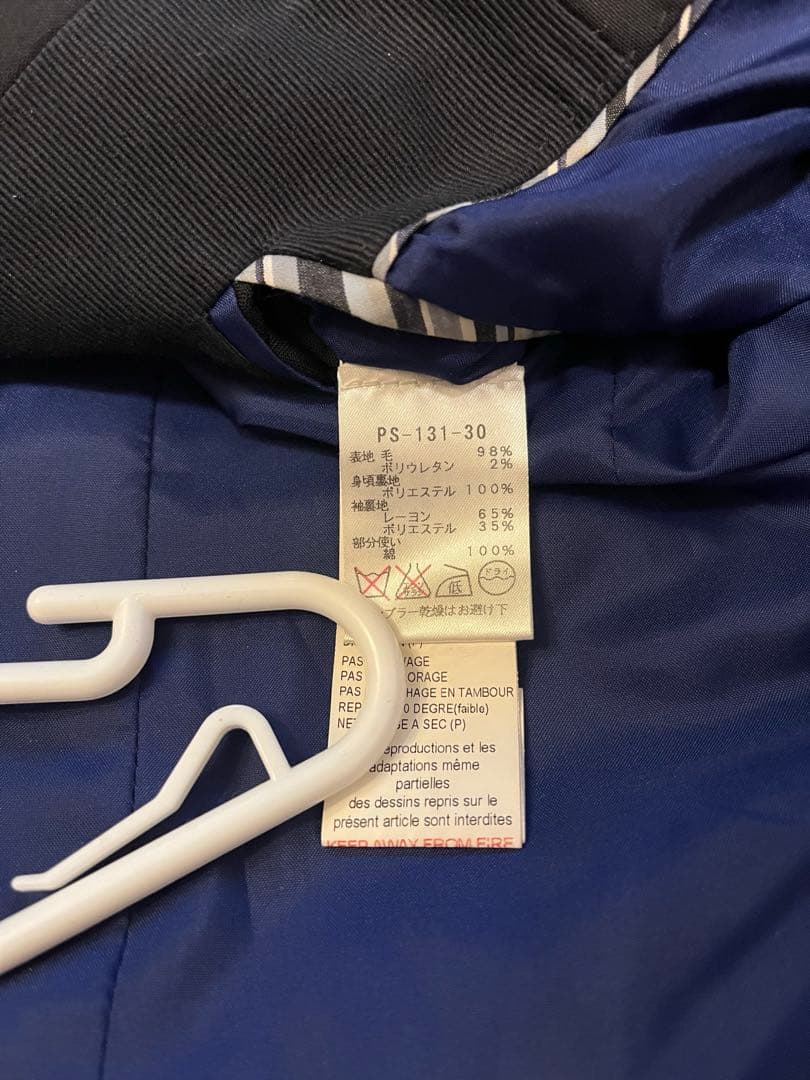 PS-131-30
表地 毛 98%
ポリウレタン 2%
身頃裏地
ポリエステル 100%
袖裏地
レーヨン 65%
ポリエステル 35%
部分使い
綿 100%
低 ドライ
ブラー乾燥はお避け下
(P)
PAS VAGE
PAS ORAGE
PAS HAGE EN TAMBOUR
REP 0 DEGRE(faible)
NET GE A SEC (P)
eproductions et les
adaptations même
partielles
des dessins repris sur le
présent article sont interdites
KEEP AWAY FROM FIRE